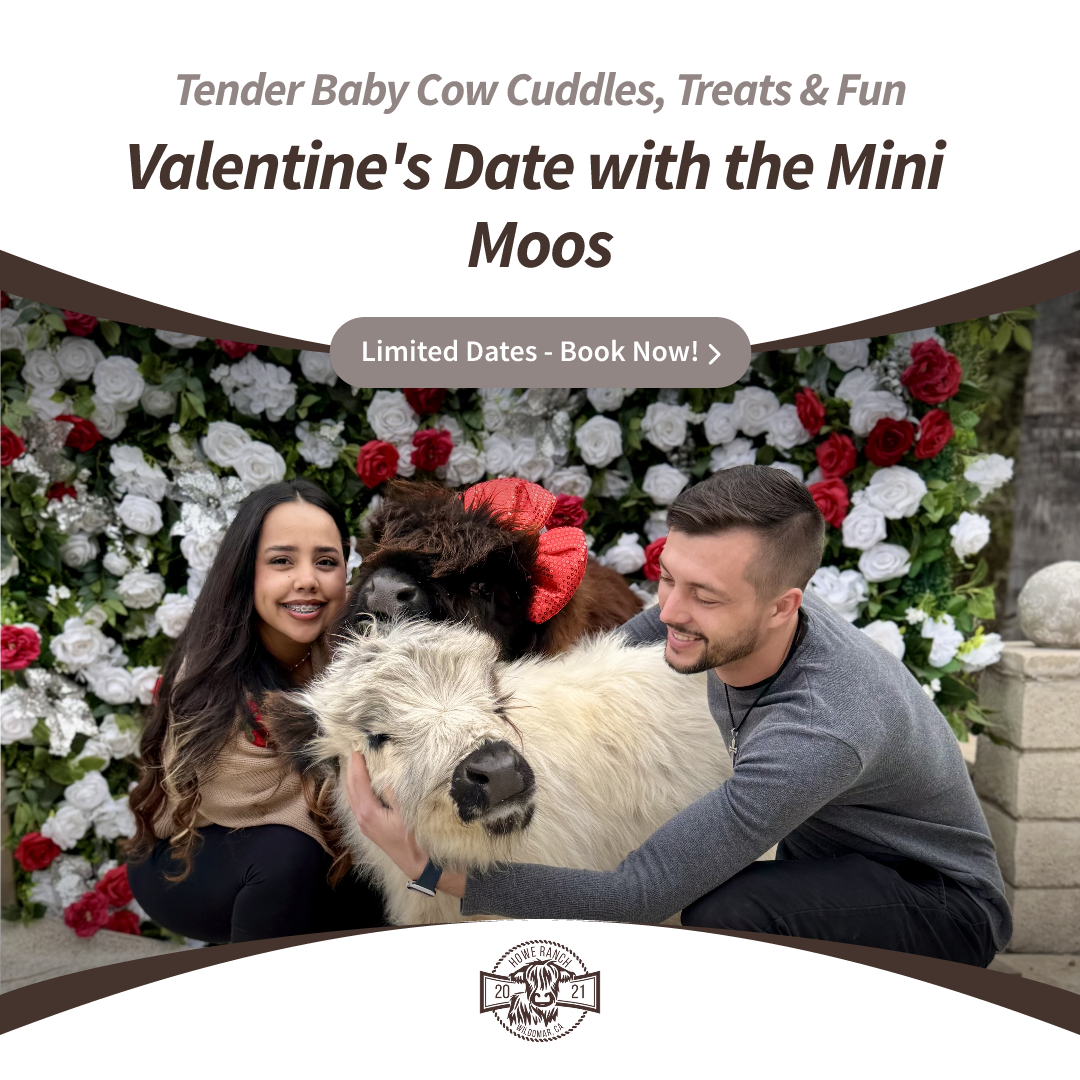 Tender Baby Cow Cuddles, Treats & Fun
Valentine's Date with the Mini
Moos
Limited Dates - Book Now! >
HOWE RANCH
20 21
WILDOMAR, CA